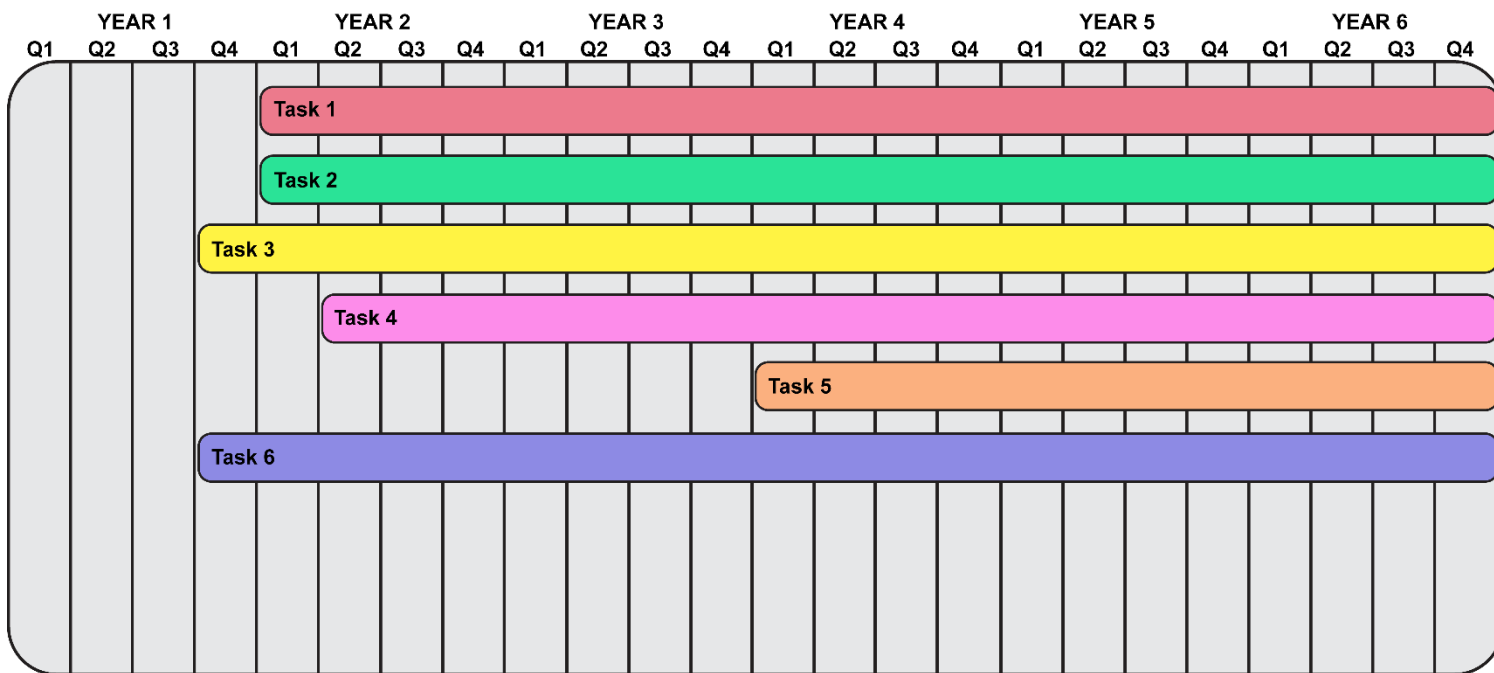 YEAR 1 YEAR 2 YEAR 3 YEAR 4 YEAR 5 YEAR 6
Q1 Q2 Q3 Q4 Q1 Q2 Q3 Q4 Q1 Q2 Q3 Q4 Q1 Q2 Q3 Q4 Q1 Q2 Q3 Q4 Q1 Q2 Q3 Q4
Task 1
Task 2
Task 3
Task 4
Task 5
Task 6